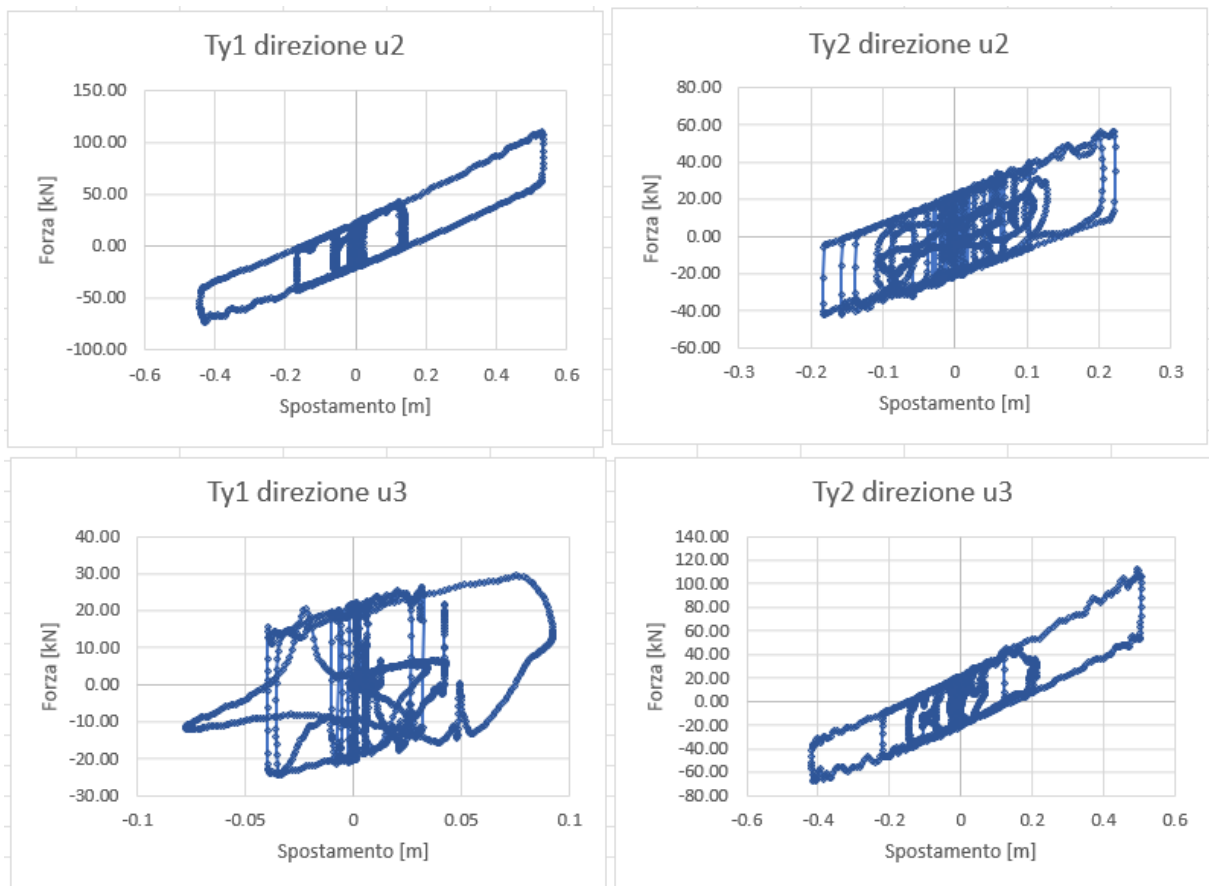 Ty1 direzione u2
150.00
100.00
50.00
0.00
-50.00
-100.00
Forza [kN]
-0.6 -0.4 -0.2 0 0.2 0.4 0.6
Spostamento [m]
Ty2 direzione u2
80.00
60.00
40.00
20.00
0.00
-20.00
-40.00
-60.00
Forza [kN]
-0.3 -0.2 -0.1 0 0.1 0.2 0.3
Spostamento [m]
Ty1 direzione u3
40.00
30.00
20.00
10.00
0.00
-10.00
-20.00
-30.00
Forza [kN]
-0.1 -0.05 0 0.05 0.1
Spostamento [m]
Ty2 direzione u3
140.00
120.00
100.00
80.00
60.00
40.00
20.00
0.00
-20.00
-40.00
-60.00
-80.00
Forza [kN]
-0.6 -0.4 -0.2 0 0.2 0.4 0.6
Spostamento [m]